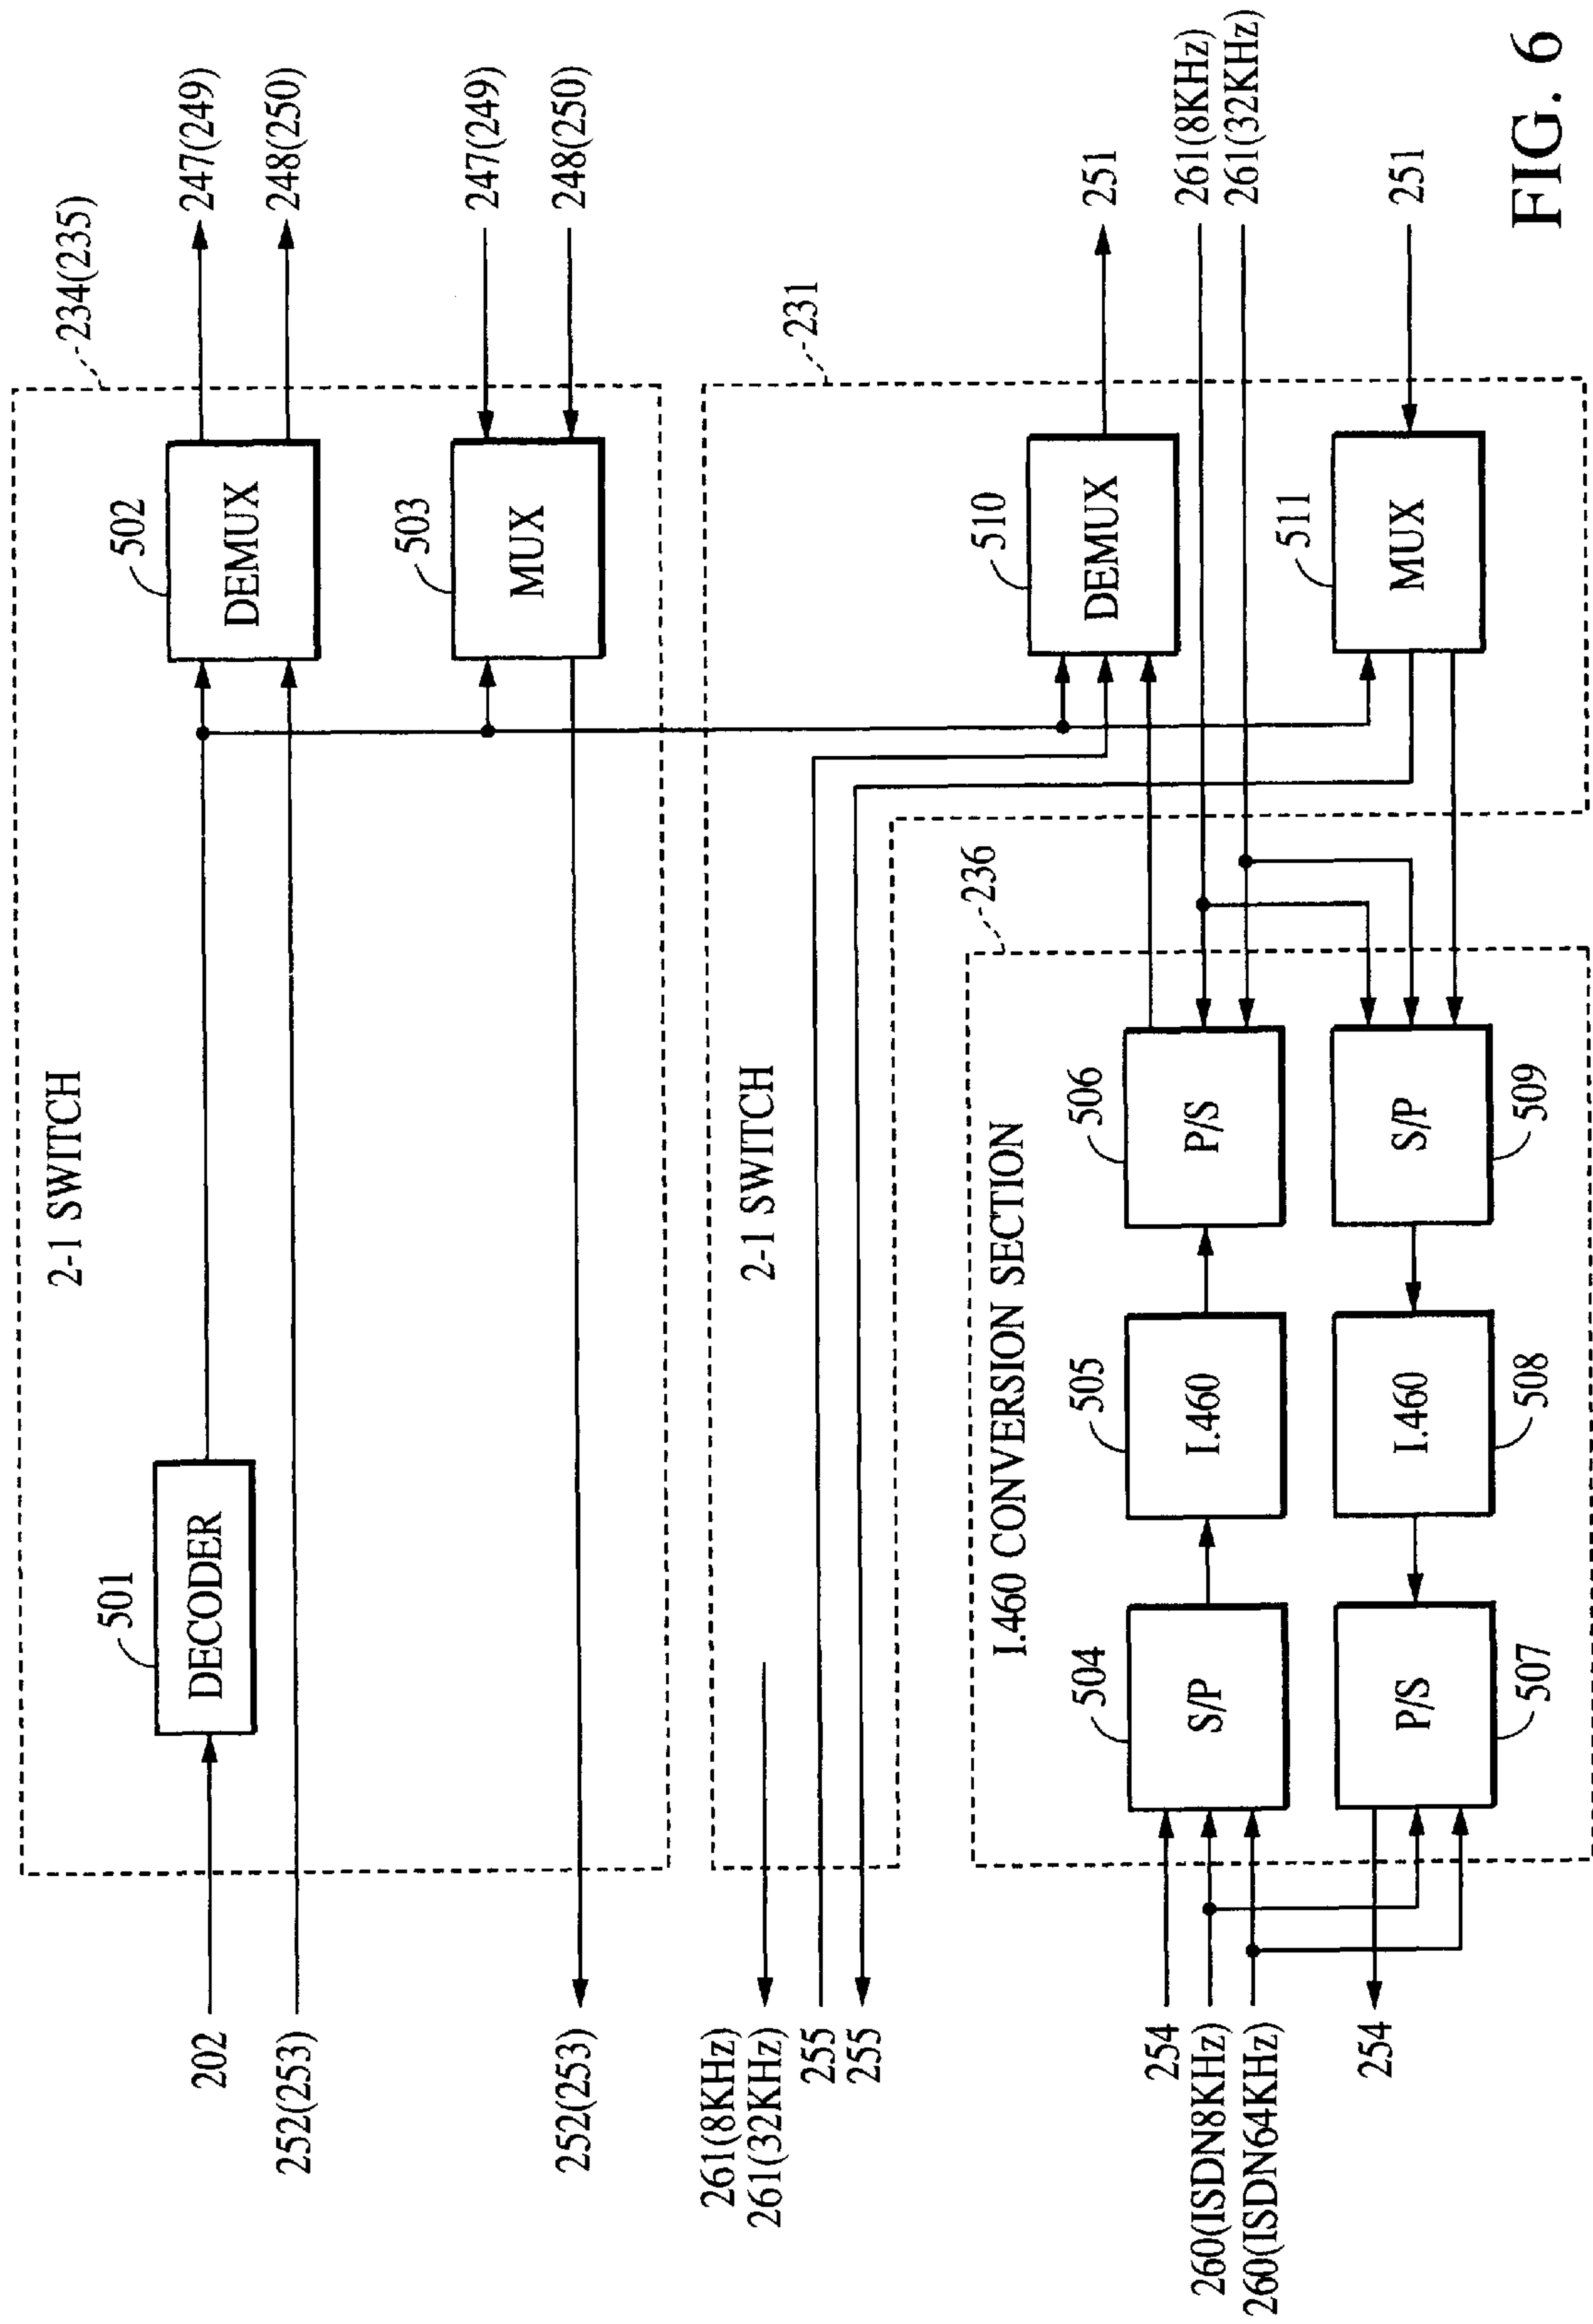 234(235)
2-1 SWITCH
202
501
DECODER
502
DEMUX
247(249)
248(250)
252(253)
503
MUX
247(249)
248(250)
252(253)
231
2-1 SWITCH
261(8KHz)
261(32KHz)
255
255
510
DEMUX
251
261(8KHz)
261(32KHz)
511
MUX
251
236
I.460 CONVERSION SECTION
254
260(ISDN8KHz)
260(ISDN64KHz)
254
504
S/P
505
I.460
506
P/S
P/S
507
I.460
508
S/P
509
FIG. 6